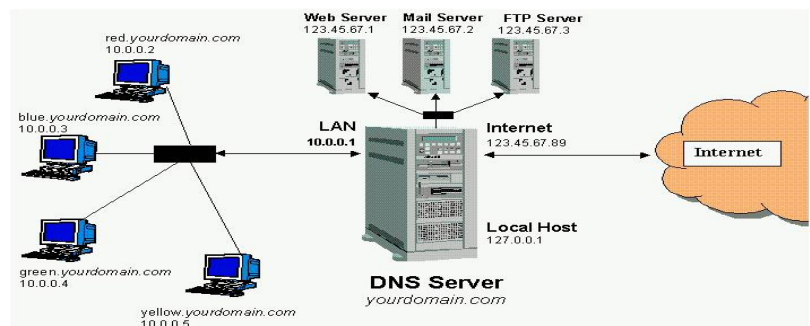 Web Server
123.45.67.1
Mail Server
123.45.67.2
FTP Server
123.45.67.3
red.yourdomain.com
10.0.0.2
blue.yourdomain.com
10.0.0.3
LAN
10.0.0.1
Internet
123.45.67.89
Internet
Local Host
127.0.0.1
green.yourdomain.com
10.0.0.4
DNS Server
yourdomain.com
yellow.yourdomain.com
10.0.0.5